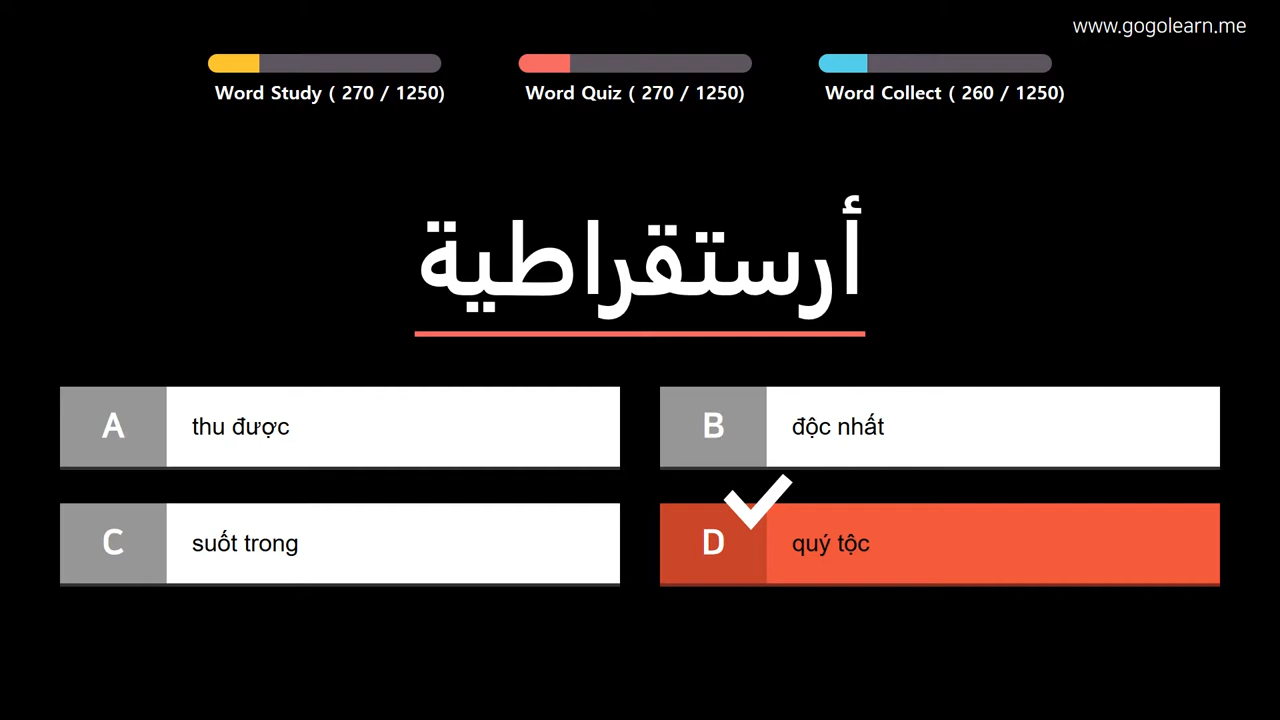 www.gogolearn.me
Word Study ( 270 / 1250)
Word Quiz ( 270 / 1250)
Word Collect ( 260 / 1250)
أرستقراطية
A
thu được
B
độc nhất
C
suốt trong
D
quý tộc